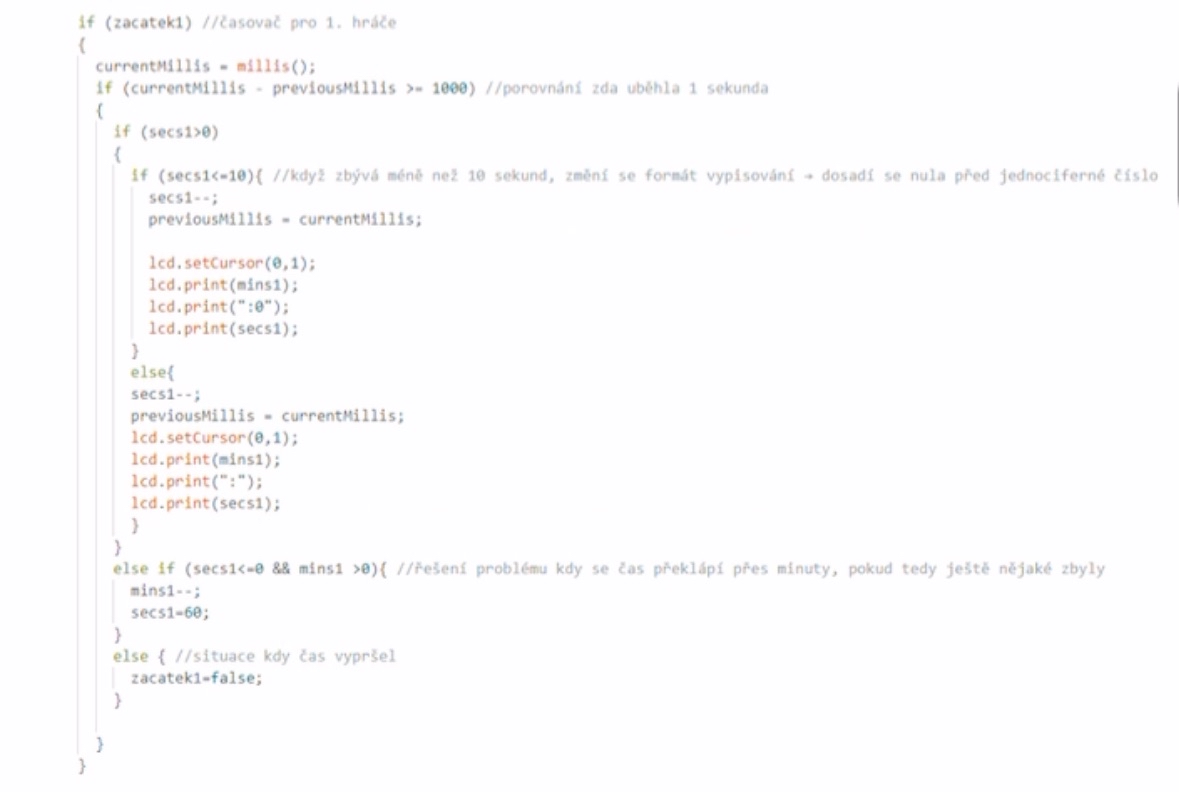 if (zacatek1) //časovač pro 1. hráče
{
currentMillis = millis();
if (currentMillis - previousMillis >= 1000) //porovnání zda uběhla 1 sekunda
{
if (secs1>0)
{
if (secs1<=10){ //když zbývá méně než 10 sekund, změní se formát vypisování → dosadí se nula před jednociferné číslo
secs1--;
previousMillis = currentMillis;
lcd.setCursor(0,1);
lcd.print(mins1);
lcd.print(":0");
lcd.print(secs1);
}
else{
secs1--;
previousMillis = currentMillis;
lcd.setCursor(0,1);
lcd.print(mins1);
lcd.print(":");
lcd.print(secs1);
}
}
else if (secs1<=0 && mins1 >0){ //řešení problému kdy se čas překlápí přes minuty, pokud tedy ještě nějaké zbyly
mins1--;
secs1=60;
}
else { //situace kdy čas vypršel
zacatek1=false;
}
}
}